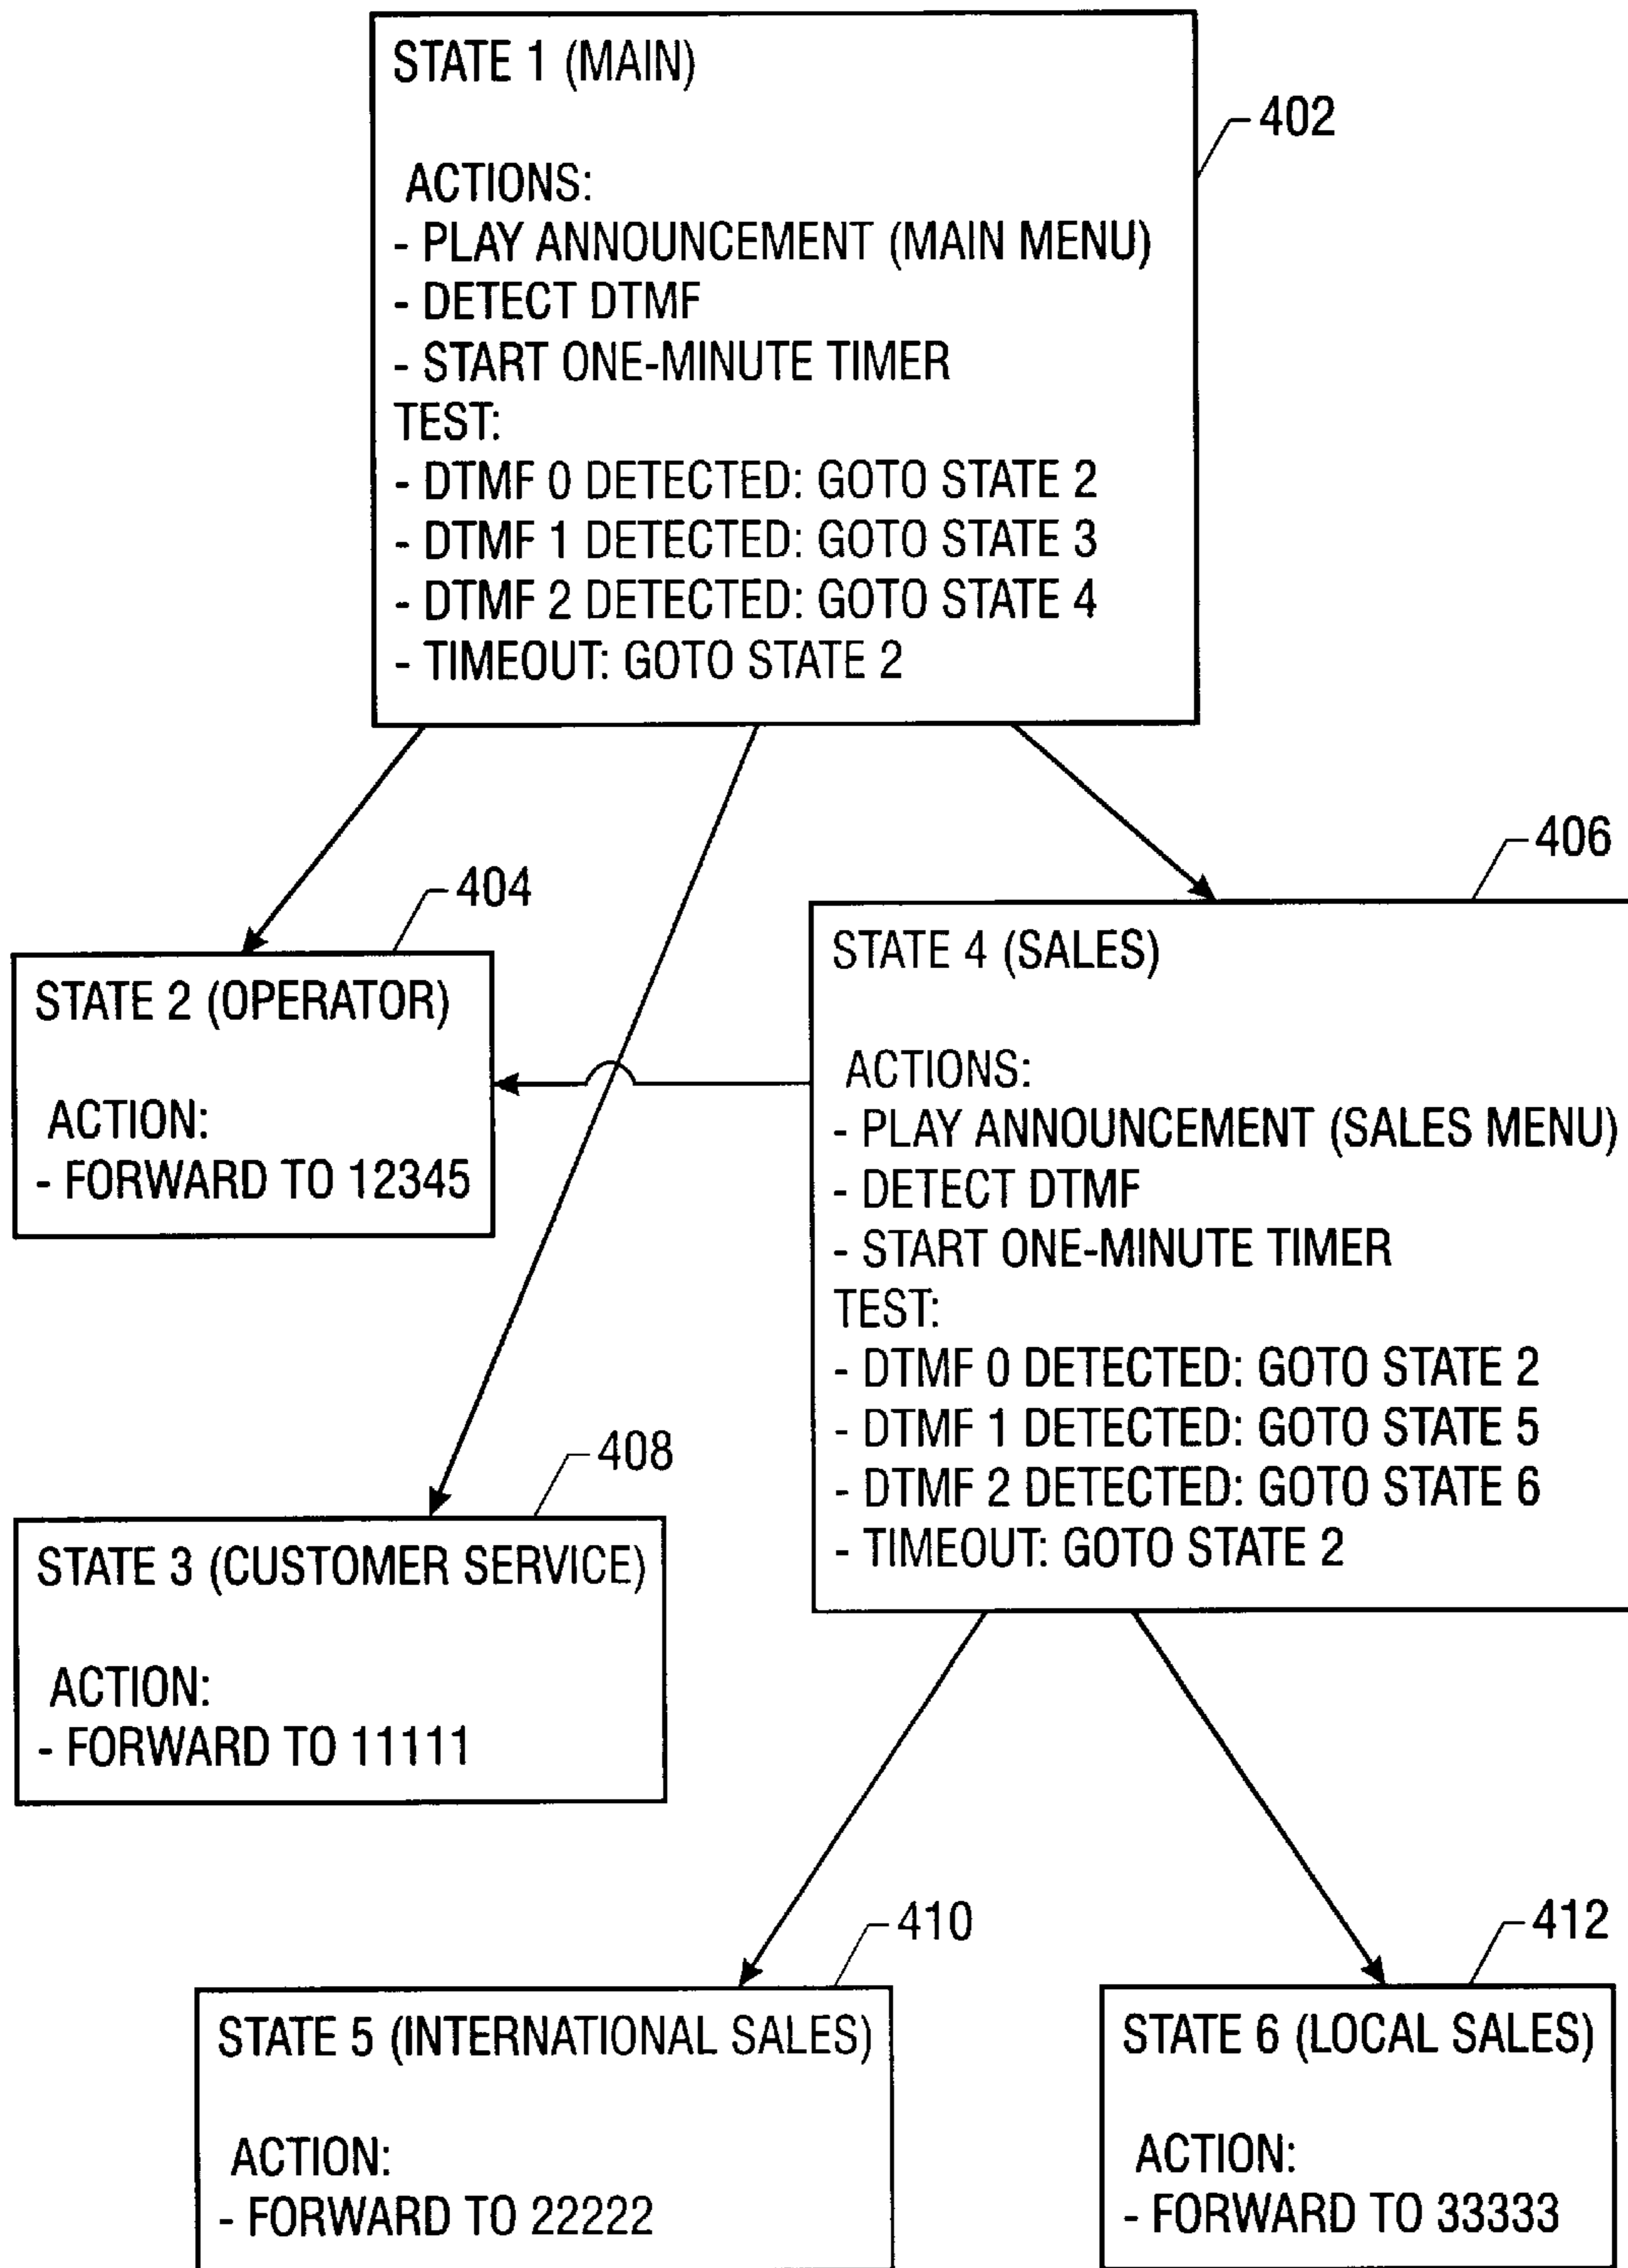 STATE 1 (MAIN)
402
ACTIONS:
- PLAY ANNOUNCEMENT (MAIN MENU)
- DETECT DTMF
- START ONE-MINUTE TIMER
TEST:
- DTMF 0 DETECTED: GOTO STATE 2
- DTMF 1 DETECTED: GOTO STATE 3
- DTMF 2 DETECTED: GOTO STATE 4
- TIMEOUT: GOTO STATE 2
404
STATE 2 (OPERATOR)
ACTION:
- FORWARD TO 12345
406
STATE 4 (SALES)
ACTIONS:
- PLAY ANNOUNCEMENT (SALES MENU)
- DETECT DTMF
- START ONE-MINUTE TIMER
TEST:
- DTMF 0 DETECTED: GOTO STATE 2
- DTMF 1 DETECTED: GOTO STATE 5
- DTMF 2 DETECTED: GOTO STATE 6
- TIMEOUT: GOTO STATE 2
408
STATE 3 (CUSTOMER SERVICE)
ACTION:
- FORWARD TO 11111
410
STATE 5 (INTERNATIONAL SALES)
ACTION:
- FORWARD TO 22222
412
STATE 6 (LOCAL SALES)
ACTION:
- FORWARD TO 33333